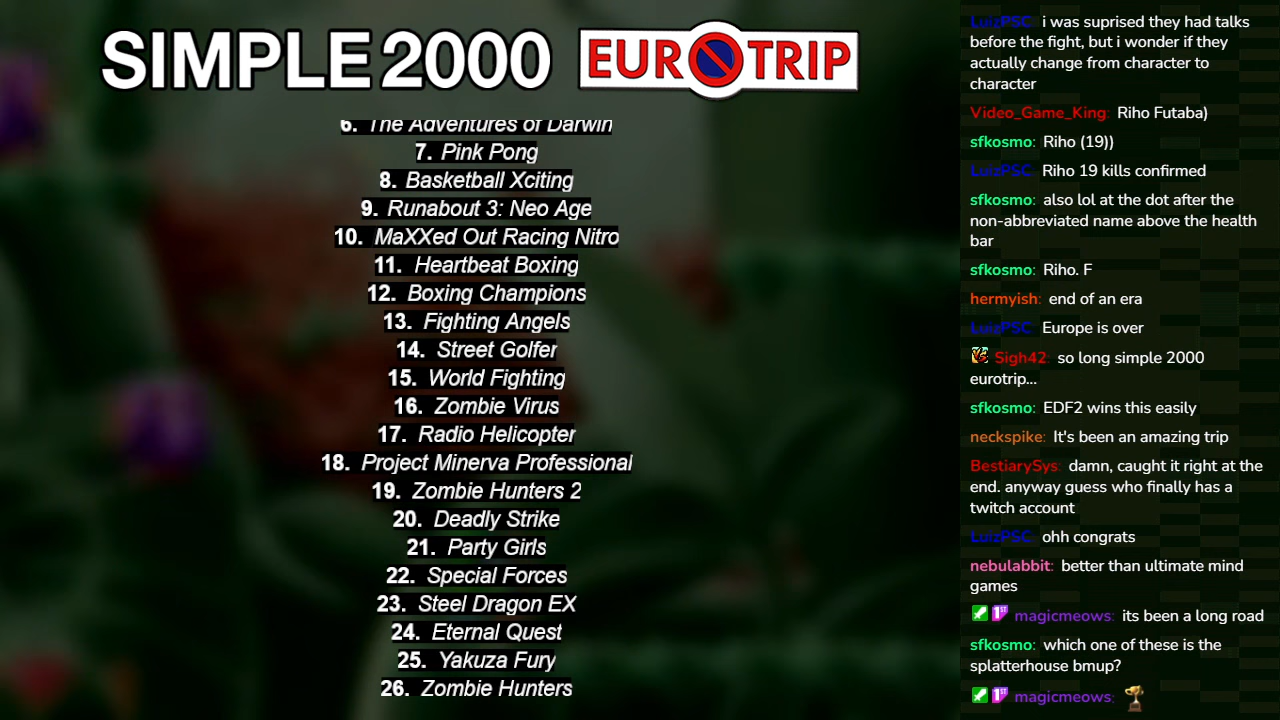 SIMPLE 2000 EUROTRIP
6. The Adventures of Darwin
7. Pink Pong
8. Basketball Xciting
9. Runabout 3: Neo Age
10. MaXXed Out Racing Nitro
11. Heartbeat Boxing
12. Boxing Champions
13. Fighting Angels
14. Street Golfer
15. World Fighting
16. Zombie Virus
17. Radio Helicopter
18. Project Minerva Professional
19. Zombie Hunters 2
20. Deadly Strike
21. Party Girls
22. Special Forces
23. Steel Dragon EX
24. Eternal Quest
25. Yakuza Fury
26. Zombie Hunters
LuizPSC: i was suprised they had talks
before the fight, but i wonder if they
actually change from character to
character
Video_Game_King: Riho Futaba)
sfkosmo: Riho (19))
LuizPSC: Riho 19 kills confirmed
sfkosmo: also lol at the dot after the
non-abbreviated name above the health
bar
sfkosmo: Riho. F
hermyish: end of an era
LuizPSC: Europe is over
Sigh42: so long simple 2000
eurotrip...
sfkosmo: EDF2 wins this easily
neckspike: It's been an amazing trip
BestiarySys: damn, caught it right at the
end. anyway guess who finally has a
twitch account
LuizPSC: ohh congrats
nebulabbit: better than ultimate mind
games
1ST magicmeows: its been a long road
sfkosmo: which one of these is the
splatterhouse bmup?
1ST magicmeows: